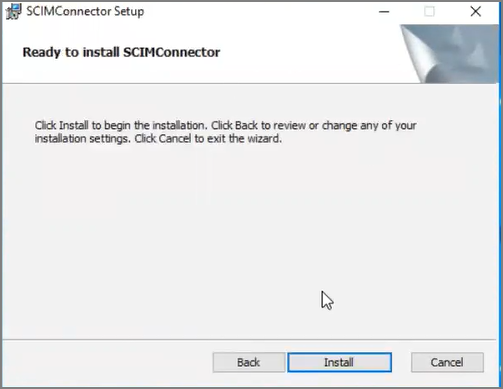 SCIMConnector Setup
Ready to install SCIMConnector
Click Install to begin the installation. Click Back to review or change any of your
installation settings. Click Cancel to exit the wizard.
Back Install Cancel